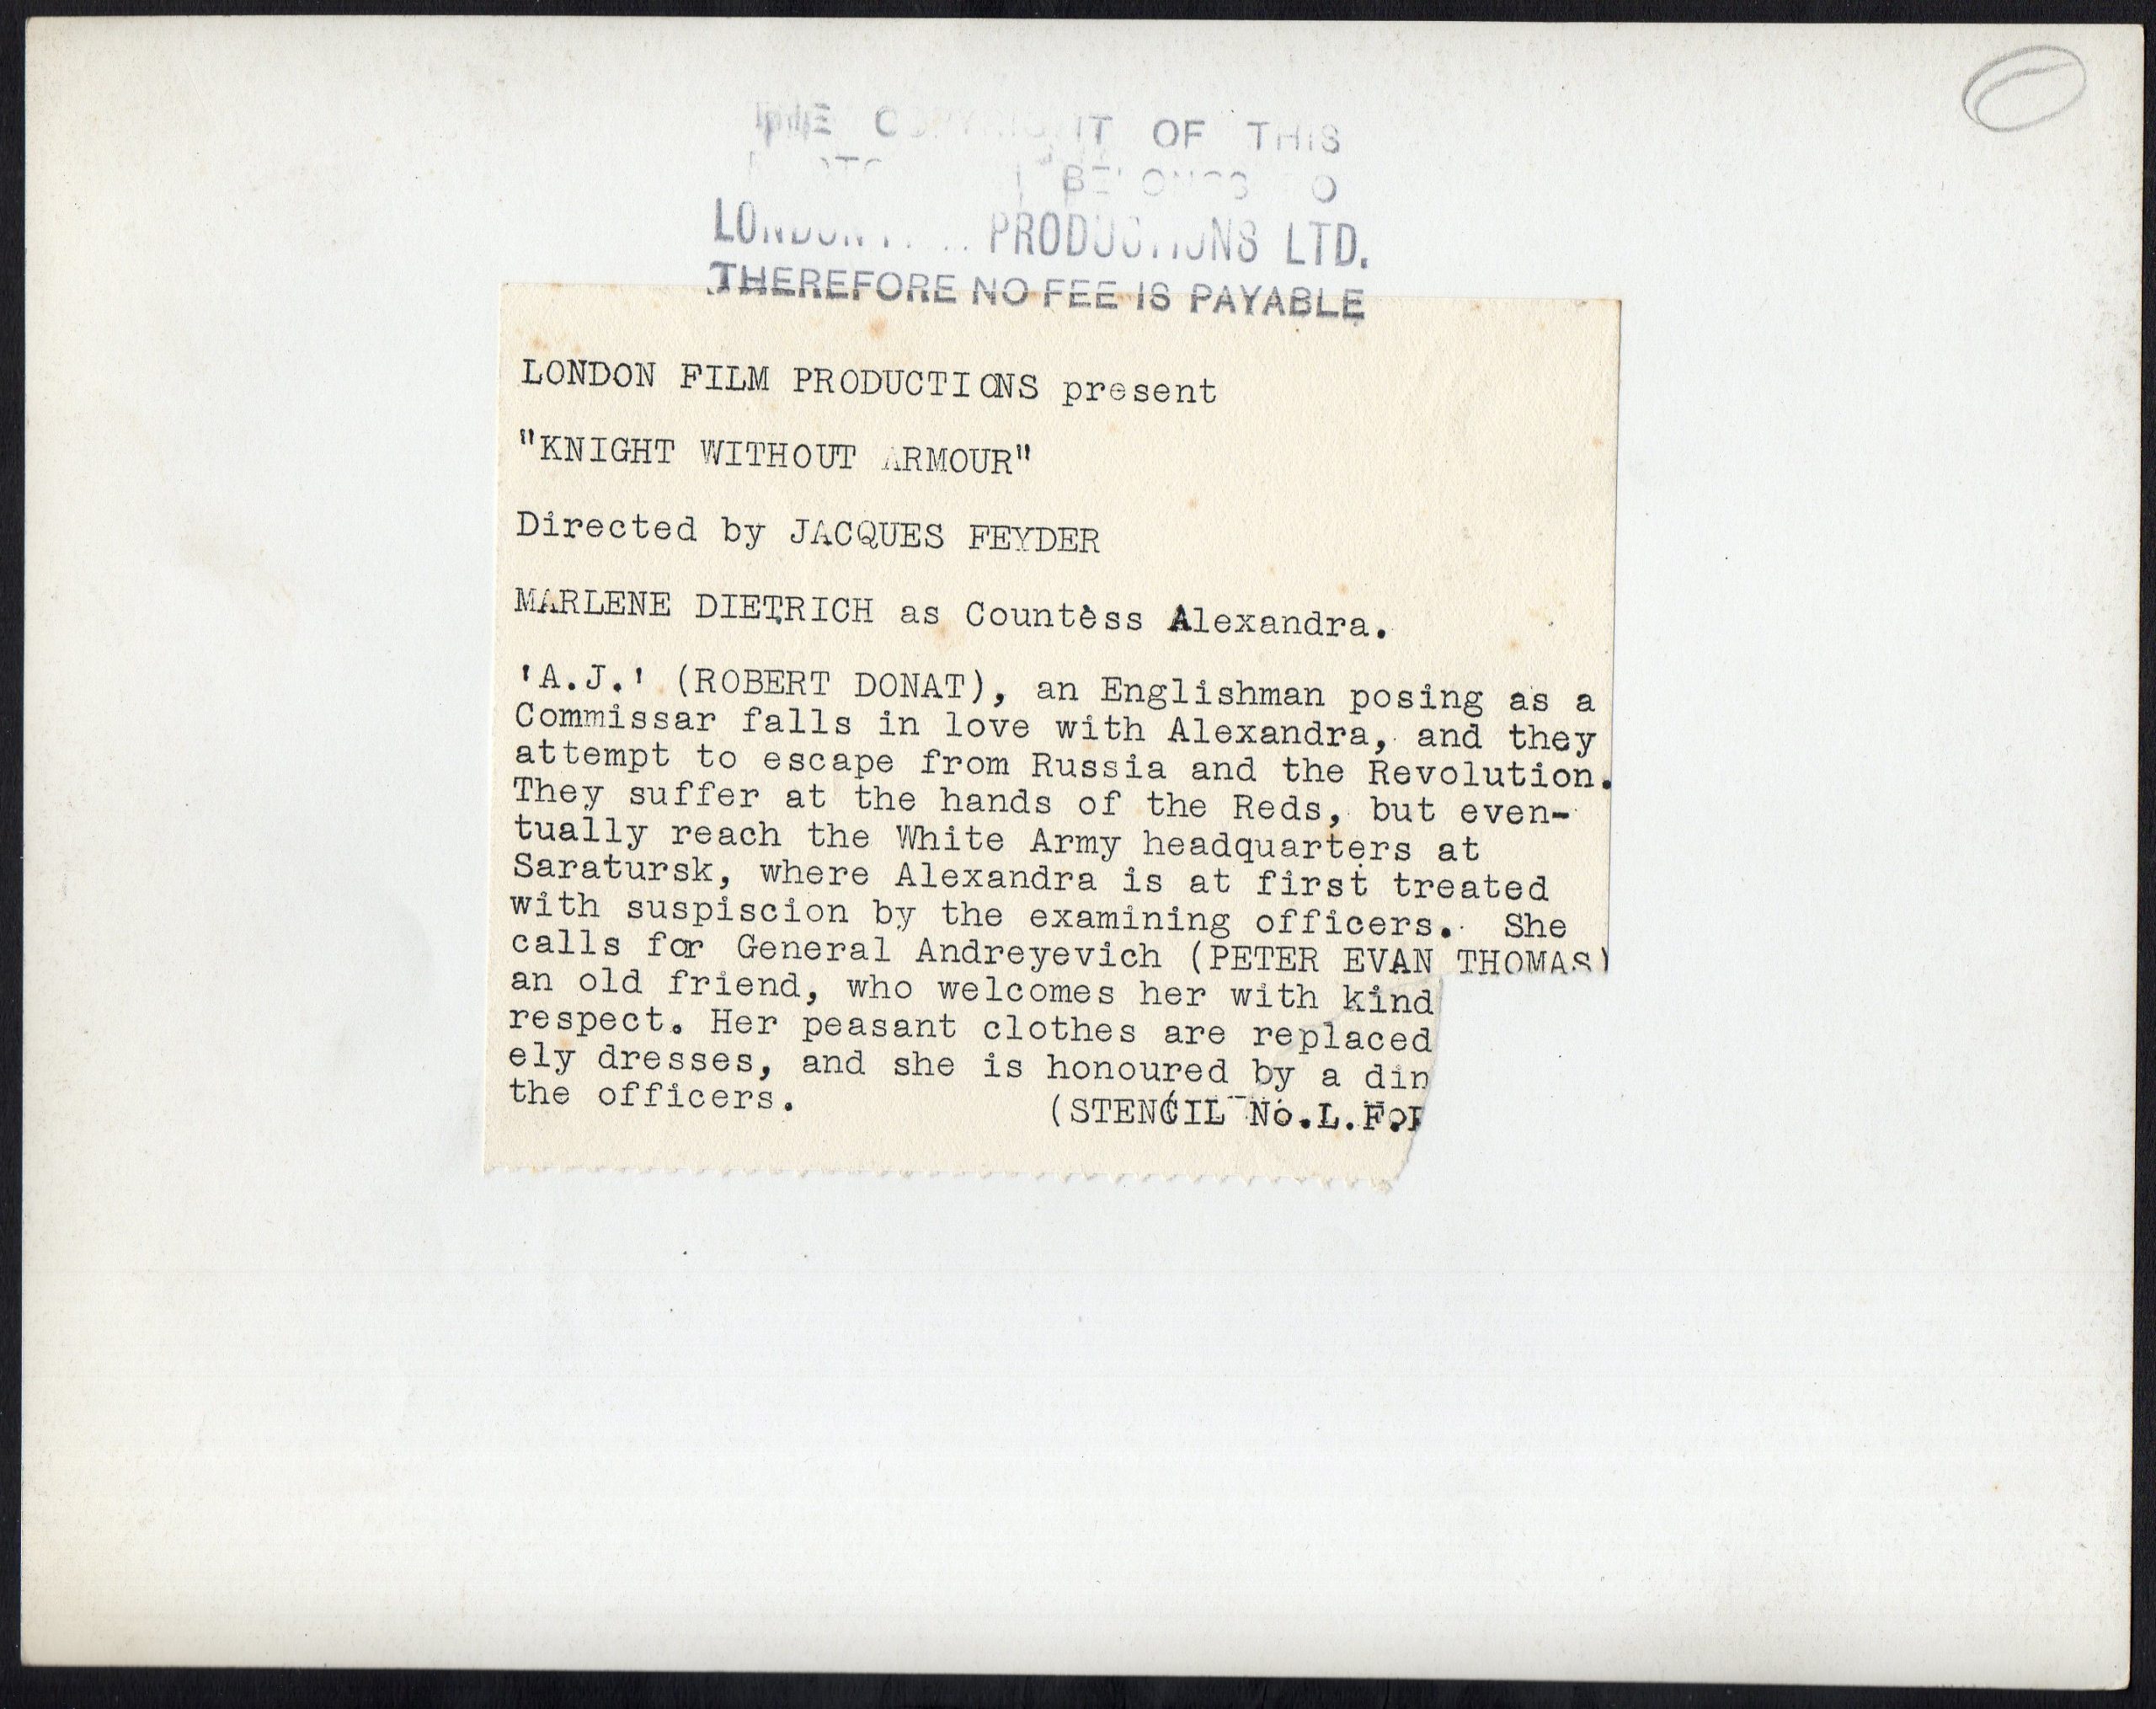 THE COPYRIGHT OF THIS
BELONGS TO
LONDON PRODUCTIONS LTD.
THEREFORE NO FEE IS PAYABLE
LONDON FILM PRODUCTIONS present
"KNIGHT WITHOUT ARMOUR"
Directed by JACQUES FEYDER
MARLENE DIETRICH as Countess Alexandra.
'A.J.' (ROBERT DONAT), an Englishman posing as a
Commissar falls in love with Alexandra, and they
attempt to escape from Russia and the Revolution.
They suffer at the hands of the Reds, but even-
tually reach the White Army headquarters at
Saratursk, where Alexandra is at first treated
with suspiscion by the examining officers. She
calls for General Andreyevich (PETER EVAN THOMAS)
an old friend, who welcomes her with kind
respect. Her peasant clothes are replaced
ely dresses, and she is honoured by a din
the officers. (STENCIL No.L.F.